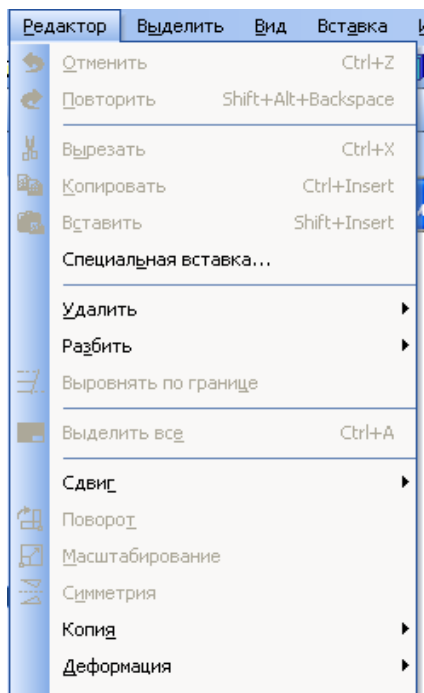 Редактор Выделить Вид Вставка
Отменить Ctrl+Z
Повторить Shift+Alt+Backspace
Вырезать Ctrl+X
Копировать Ctrl+Insert
Вставить Shift+Insert
Специальная вставка...
Удалить
Разбить
Выровнять по границе
Выделить все Ctrl+A
Сдвиг
Поворот
Масштабирование
Симметрия
Копия
Деформация